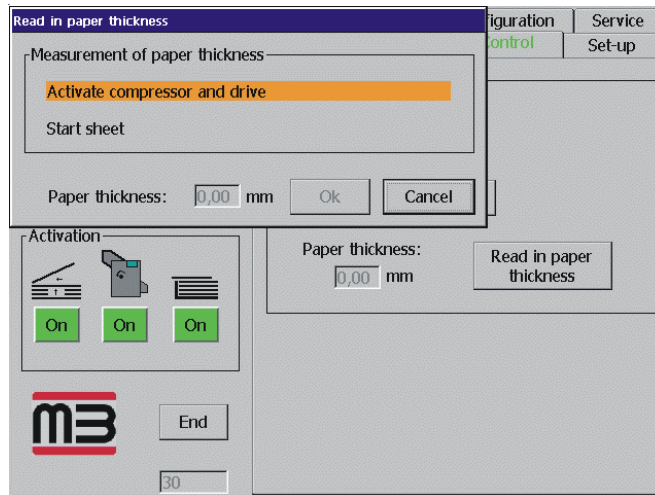 Read in paper thickness
Measurement of paper thickness
Activate compressor and drive
Start sheet
Paper thickness: 0,00 mm Ok Cancel
figuration Service
ontrol Set-up
Activation
On On On
Paper thickness:
0,00 mm
Read in paper
thickness
End
30